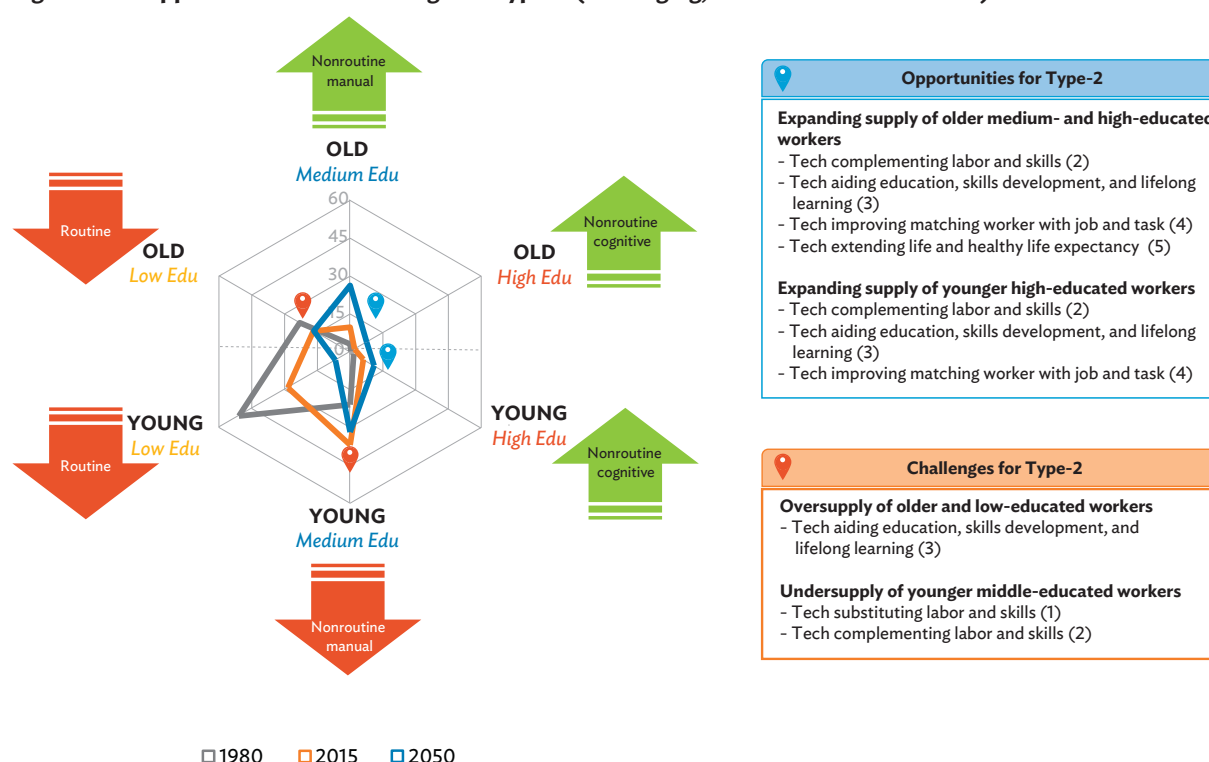 Nonroutine
manual
OLD
Medium Edu
Routine
OLD
Low Edu
Nonroutine
cognitive
OLD
High Edu
60
45
30
15
0
YOUNG
Low Edu
Routine
YOUNG
High Edu
Nonroutine
cognitive
YOUNG
Medium Edu
Nonroutine
manual
1980
2015
2050
Opportunities for Type-2
Expanding supply of older medium- and high-educated
workers
- Tech complementing labor and skills (2)
- Tech aiding education, skills development, and lifelong
learning (3)
- Tech improving matching worker with job and task (4)
- Tech extending life and healthy life expectancy (5)
Expanding supply of younger high-educated workers
- Tech complementing labor and skills (2)
- Tech aiding education, skills development, and lifelong
learning (3)
- Tech improving matching worker with job and task (4)
Challenges for Type-2
Oversupply of older and low-educated workers
- Tech aiding education, skills development, and
lifelong learning (3)
Undersupply of younger middle-educated workers
- Tech substituting labor and skills (1)
- Tech complementing labor and skills (2)